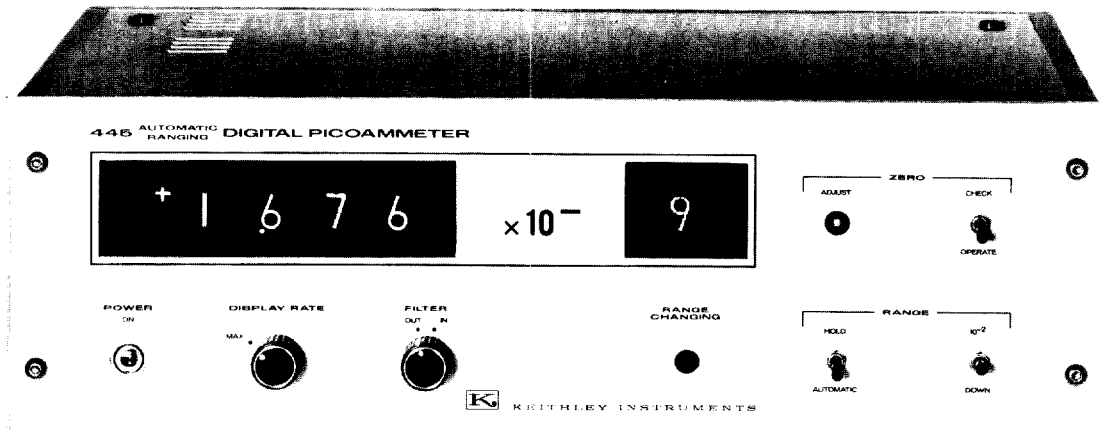 445 AUTOMATIC RANGING DIGITAL PICOAMMETER
+1.676 ×10⁻ 9
ZERO
ADJUST CHECK
OPERATE
POWER DISPLAY RATE FILTER RANGE CHANGING RANGE
ON OUT IN
MAX
HOLD 10⁻²
AUTOMATIC DOWN
K KEITHLEY INSTRUMENTS